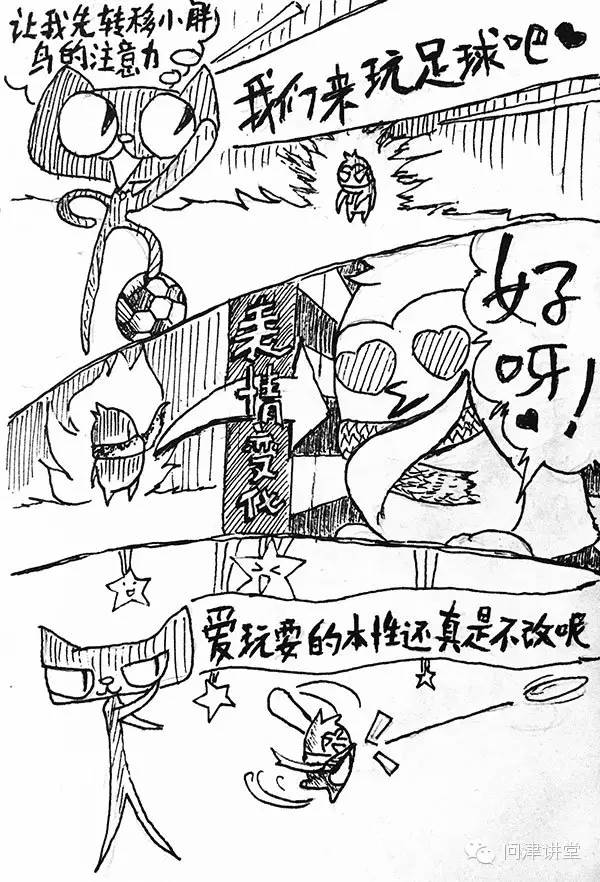 让我先转移小胖
鸟的注意力
我们来玩足球吧
好呀!
表情变化
爱玩耍的本性还真是不改呢
问津讲堂